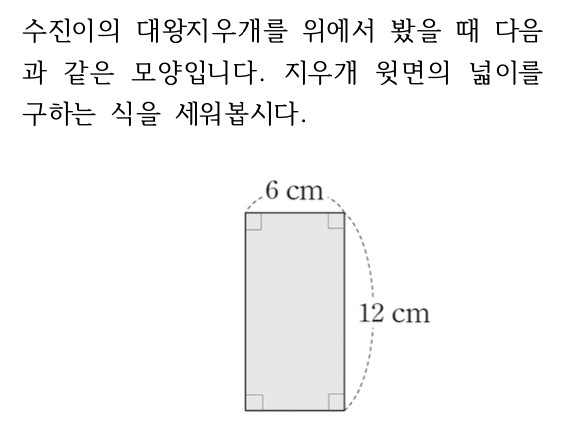 수진이의 대왕지우개를 위에서 봤을 때 다음
과 같은 모양입니다. 지우개 윗면의 넓이를
구하는 식을 세워봅시다.
6 cm
12 cm